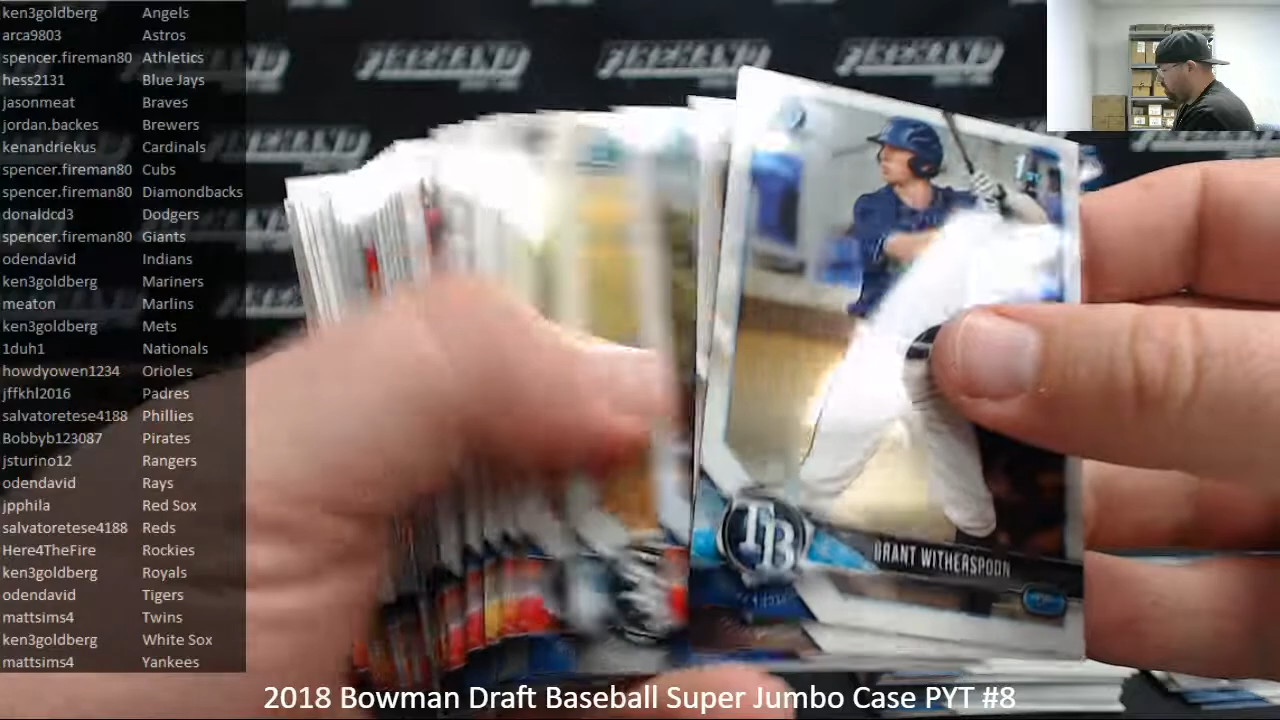 ken3goldberg Angels
arca9803 Astros
spencer.fireman80 Athletics
hess2131 Blue Jays
jasonmeat Braves
jordan.backes Brewers
kenandriekus Cardinals
spencer.fireman80 Cubs
spencer.fireman80 Diamondbacks
donaldcd3 Dodgers
spencer.fireman80 Giants
odendavid Indians
ken3goldberg Mariners
meaton Marlins
ken3goldberg Mets
1duh1 Nationals
howdyowen1234 Orioles
jffkhl2016 Padres
salvatoretese4188 Phillies
Bobbyb123087 Pirates
jsturino12 Rangers
odendavid Rays
jpphila Red Sox
salvatoretese4188 Reds
Here4TheFire Rockies
ken3goldberg Royals
odendavid Tigers
mattsims4 Twins
ken3goldberg White Sox
mattsims4 Yankees
FIREHAND FIREHAND FIREHAND
FIREHAND
TB
GRANT WITHERSPOON
2018 Bowman Draft Baseball Super Jumbo Case PYT #8